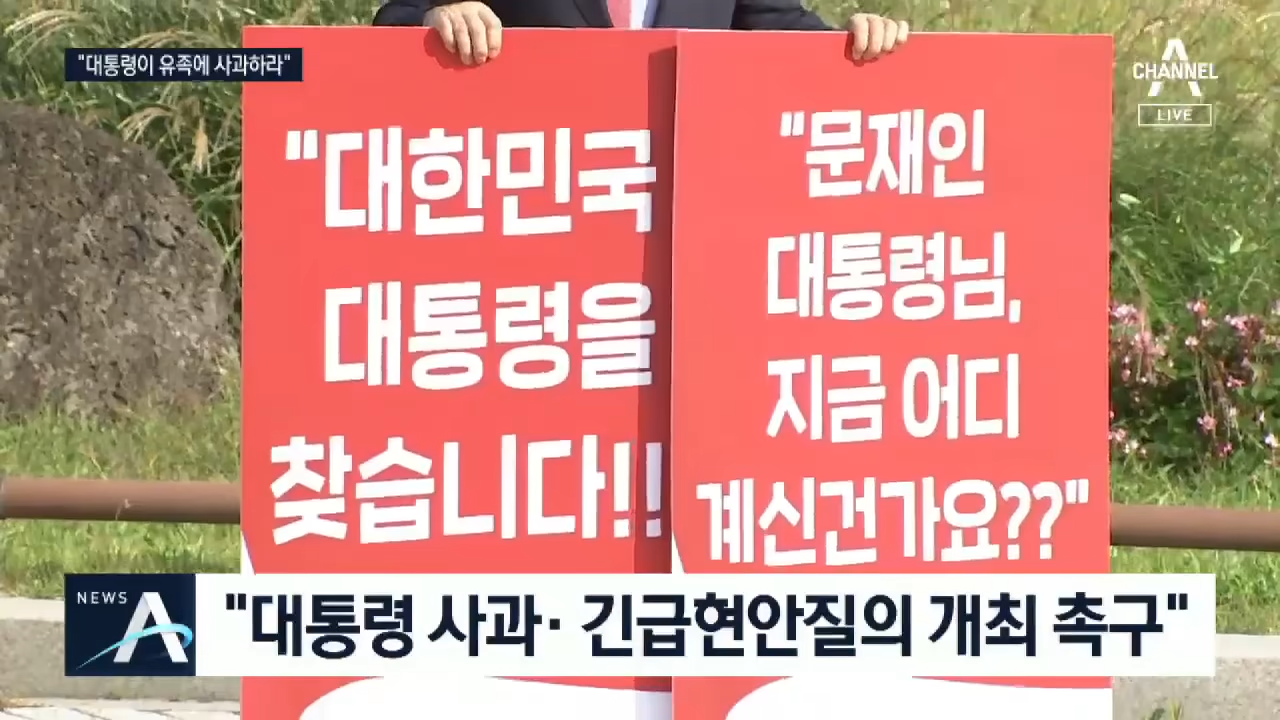 "대통령이 유족에 사과하라"
CHANNEL
LIVE
"대한민국
대통령을
찾습니다!!
"문재인
대통령님,
지금 어디
계신건가요??"
NEWS A
"대통령 사과· 긴급현안질의 개최 촉구"